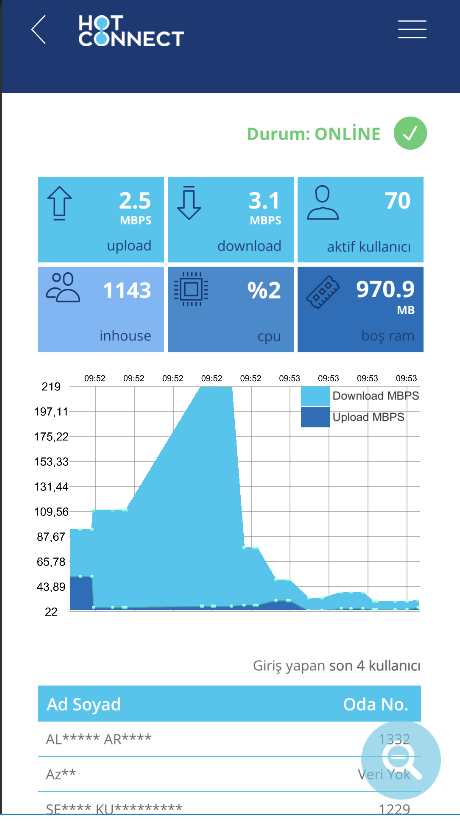 HOT
CONNECT
Durum: ONLİNE
2.5
MBPS
upload
3.1
MBPS
download
70
aktif kullanıcı
1143
inhouse
%2
cpu
970.9
MB
boş ram
09:52 09:52 09:52 09:52 09:52 09:53 09:53 09:53 09:53
219
197,11
175,22
153,33
131,44
109,56
87,67
65,78
43,89
22
Download MBPS
Upload MBPS
Giriş yapan son 4 kullanıcı
Ad Soyad Oda No.
AL***** AR**** 1332
Az** Veri Yok
SE**** KU********* 1229